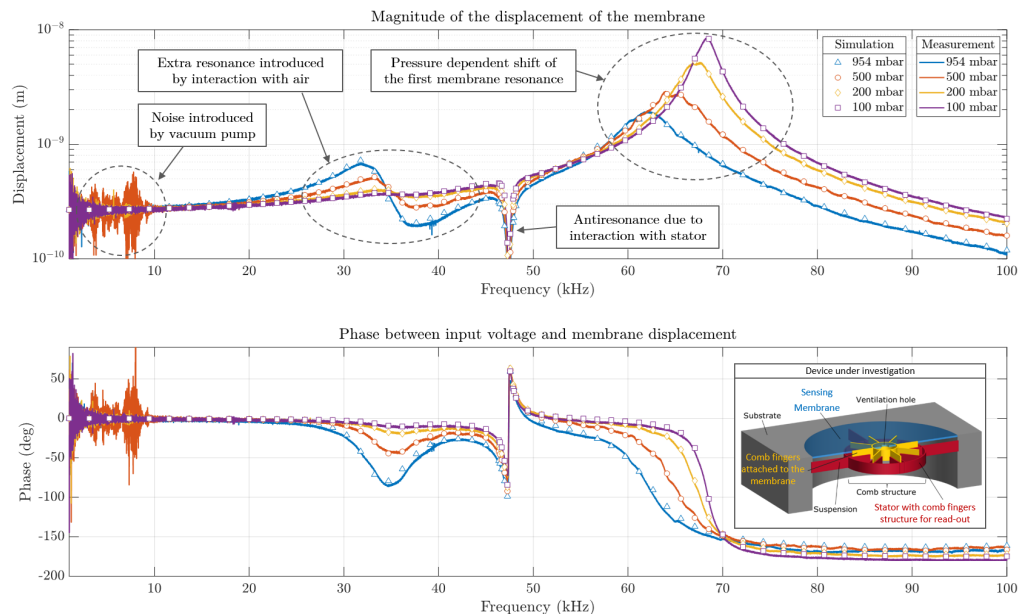 Magnitude of the displacement of the membrane
10⁻⁸
10⁻⁹
10⁻¹⁰
Displacement (m)
Extra resonance introduced
by interaction with air
Noise introduced
by vacuum pump
Pressure dependent shift of
the first membrane resonance
Antiresonance due to
interaction with stator
Simulation
954 mbar
500 mbar
200 mbar
100 mbar
Measurement
954 mbar
500 mbar
200 mbar
100 mbar
10 20 30 40 50 60 70 80 90 100
Frequency (kHz)
Phase between input voltage and membrane displacement
50
0
-50
-100
-150
-200
Phase (deg)
Device under investigation
Sensing
Membrane
Ventilation hole
Substrate
Comb fingers
attached to the
membrane
Suspension
Comb structure
Stator with comb fingers
structure for read-out
10 20 30 40 50 60 70 80 90 100
Frequency (kHz)